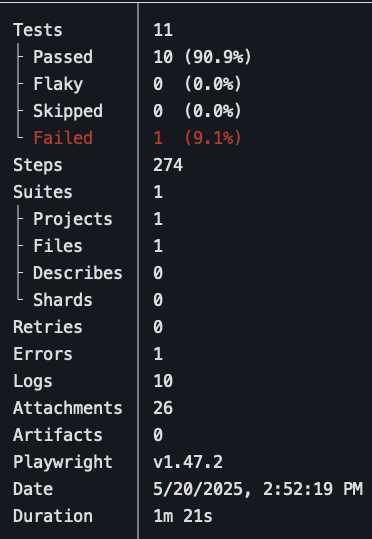 Tests 11
├ Passed 10 (90.9%)
├ Flaky 0 (0.0%)
├ Skipped 0 (0.0%)
└ Failed 1 (9.1%)
Steps 274
Suites 1
├ Projects 1
├ Files 1
├ Describes 0
└ Shards 0
Retries 0
Errors 1
Logs 10
Attachments 26
Artifacts 0
Playwright v1.47.2
Date 5/20/2025, 2:52:19 PM
Duration 1m 21s